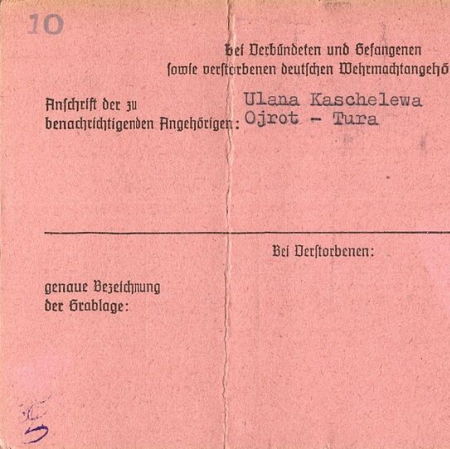 10
bei Verbündeten und Gefangenen
sowie verstorbenen deutschen Wehrmachtangehö
Anschrift der zu
benachrichtigenden Angehörigen:
Ulana Kaschelewa
Ojrot - Tura
Bei Verstorbenen:
genaue Bezeichnung
der Grablage: